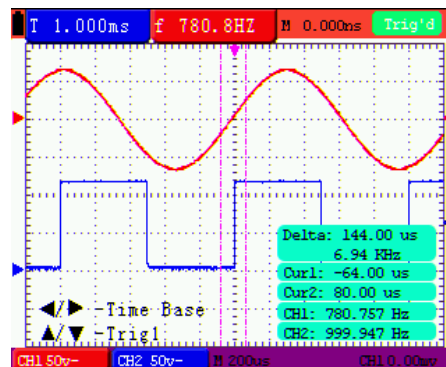 T 1.000ms f 780.8HZ M 0.000ns Trig'd
Delta: 144.00 us
6.94 KHz
Cur1: -64.00 us
Cur2: 80.00 us
◀/▶ -Time Base
CH1: 780.757 Hz
▲/▼ -Trig1
CH2: 999.947 Hz
CH1 50v- CH2 50v- M 200us CH1 0.00mv